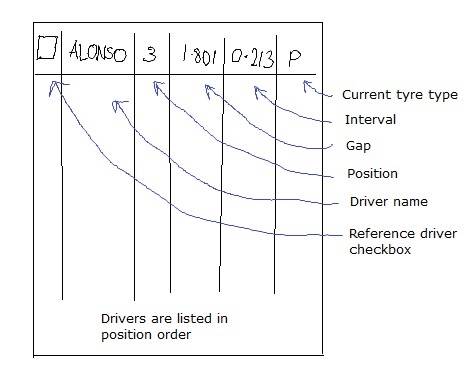 ALONSO 3 1.801 0.213 P
Current tyre type
Interval
Gap
Position
Driver name
Reference driver
checkbox
Drivers are listed in
position order